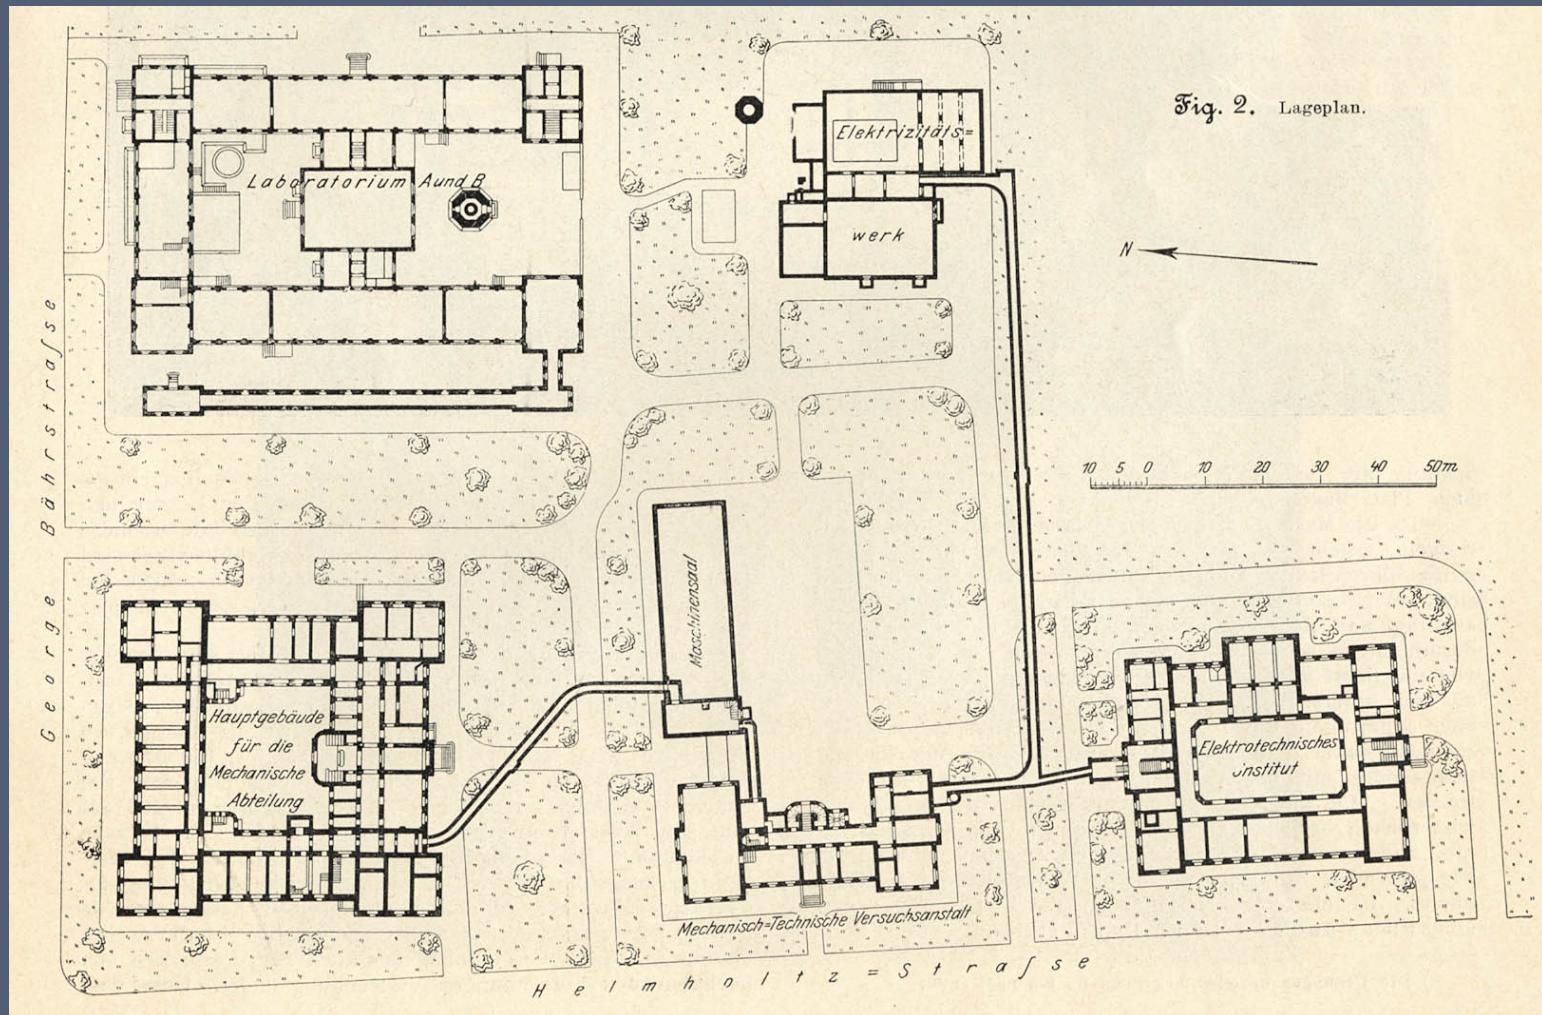 Fig. 2. Lageplan.
Elektrizitäts=
werk
Laboratorium A und B
N
10 5 0 10 20 30 40 50m
George Bährstraſse
Maschinensaal
Hauptgebäude
für die
Mechanische
Abteilung
Elektrotechnisches
institut
Mechanisch=Technische Versuchsanstalt
Helmholtz=Straſse